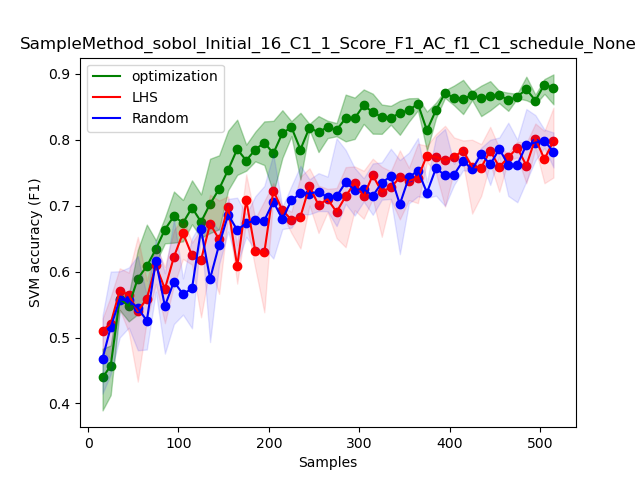 SampleMethod_sobol_Initial_16_C1_1_Score_F1_AC_f1_C1_schedule_None
optimization
LHS
Random
SVM accuracy (F1)
0.9
0.8
0.7
0.6
0.5
0.4
0
100
200
300
400
500
Samples